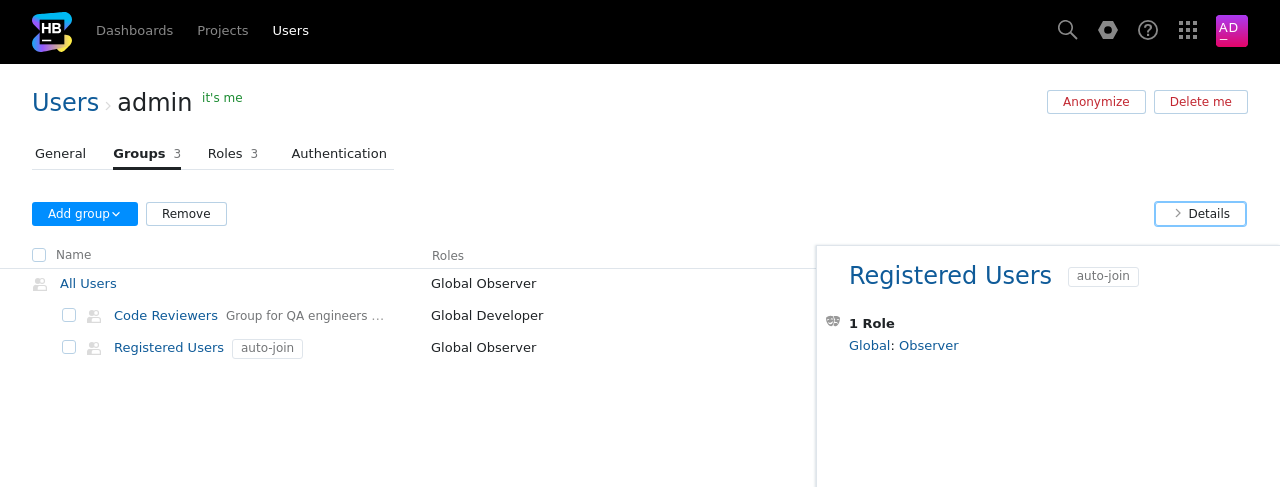 HB
Dashboards Projects Users
AD
Users › admin it's me
Anonymize Delete me
General Groups 3 Roles 3 Authentication
Add group Remove
Details
Name Roles
All Users Global Observer
Code Reviewers Group for QA engineers … Global Developer
Registered Users auto-join Global Observer
Registered Users auto-join
1 Role
Global: Observer